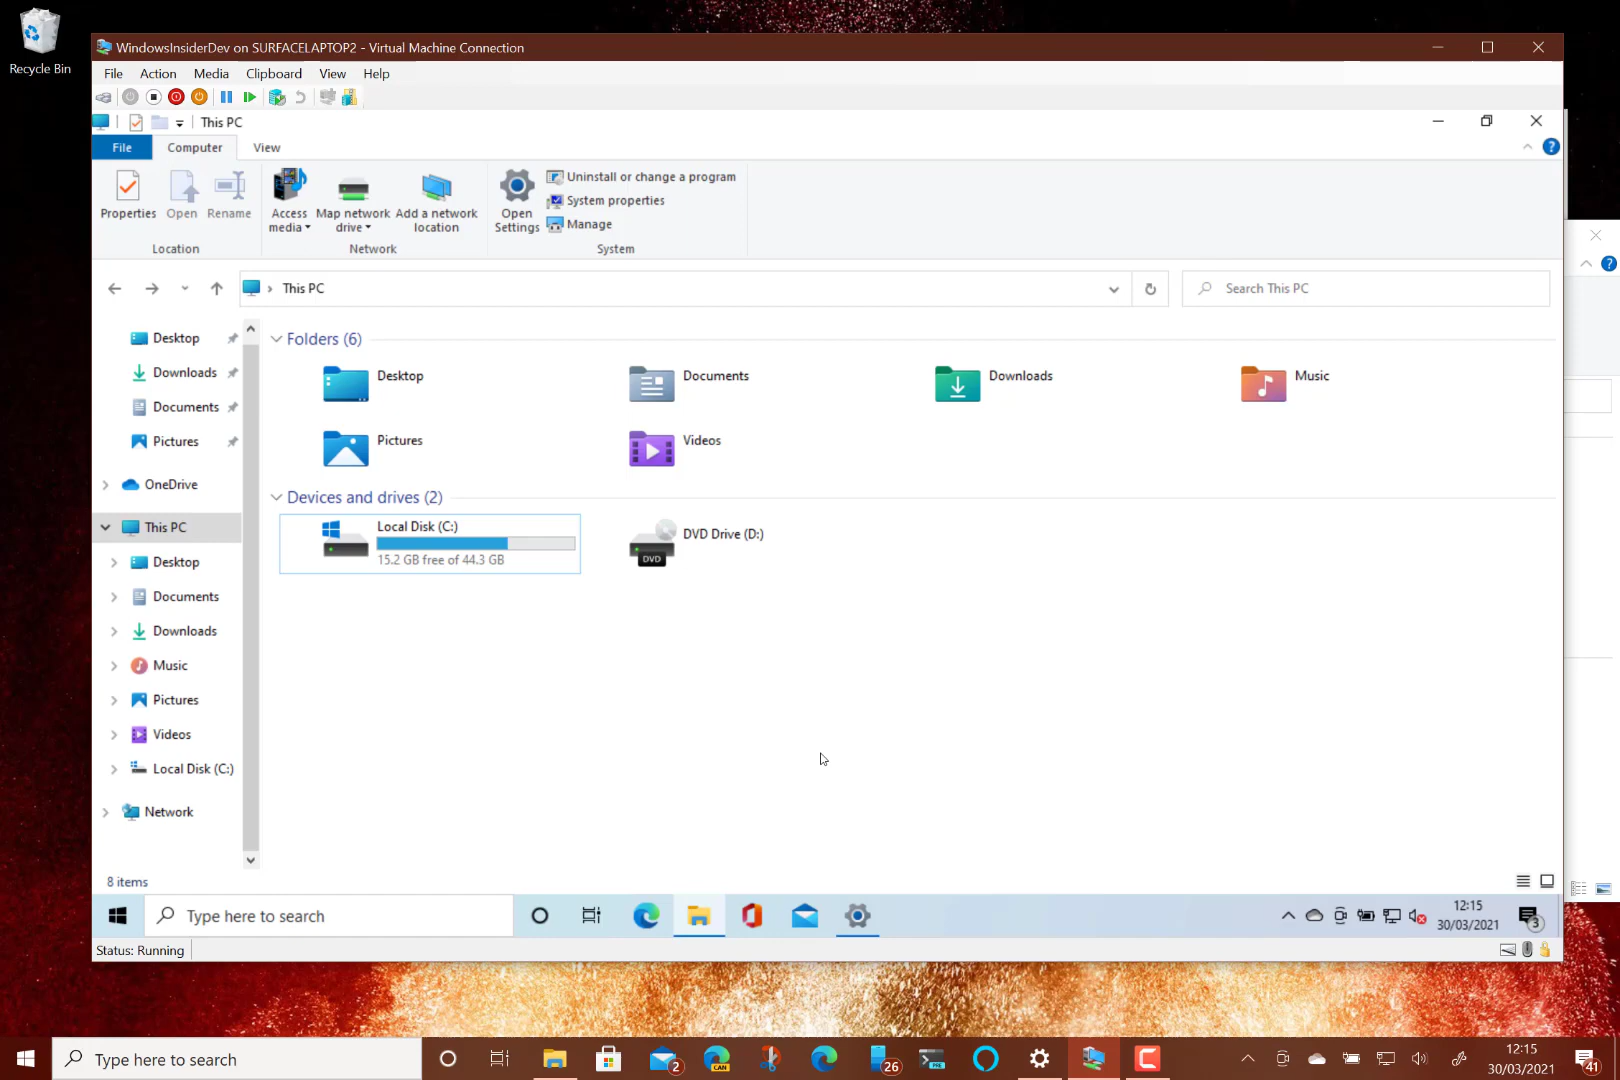 Recycle Bin
WindowsInsiderDev on SURFACELAPTOP2 - Virtual Machine Connection
File Action Media Clipboard View Help
This PC
File Computer View
Properties Open Rename
Access media
Map network drive
Add a network location
Open Settings
Uninstall or change a program
System properties
Manage
Location Network System
This PC
Search This PC
Desktop
Downloads
Documents
Pictures
OneDrive
This PC
Desktop
Documents
Downloads
Music
Pictures
Videos
Local Disk (C:)
Network
Folders (6)
Desktop Documents Downloads Music
Pictures Videos
Devices and drives (2)
Local Disk (C:)
15.2 GB free of 44.3 GB
DVD
DVD Drive (D:)
8 items
Type here to search
12:15
30/03/2021
3
Status: Running
Type here to search
2
CAN
26
PRE
12:15
30/03/2021
41